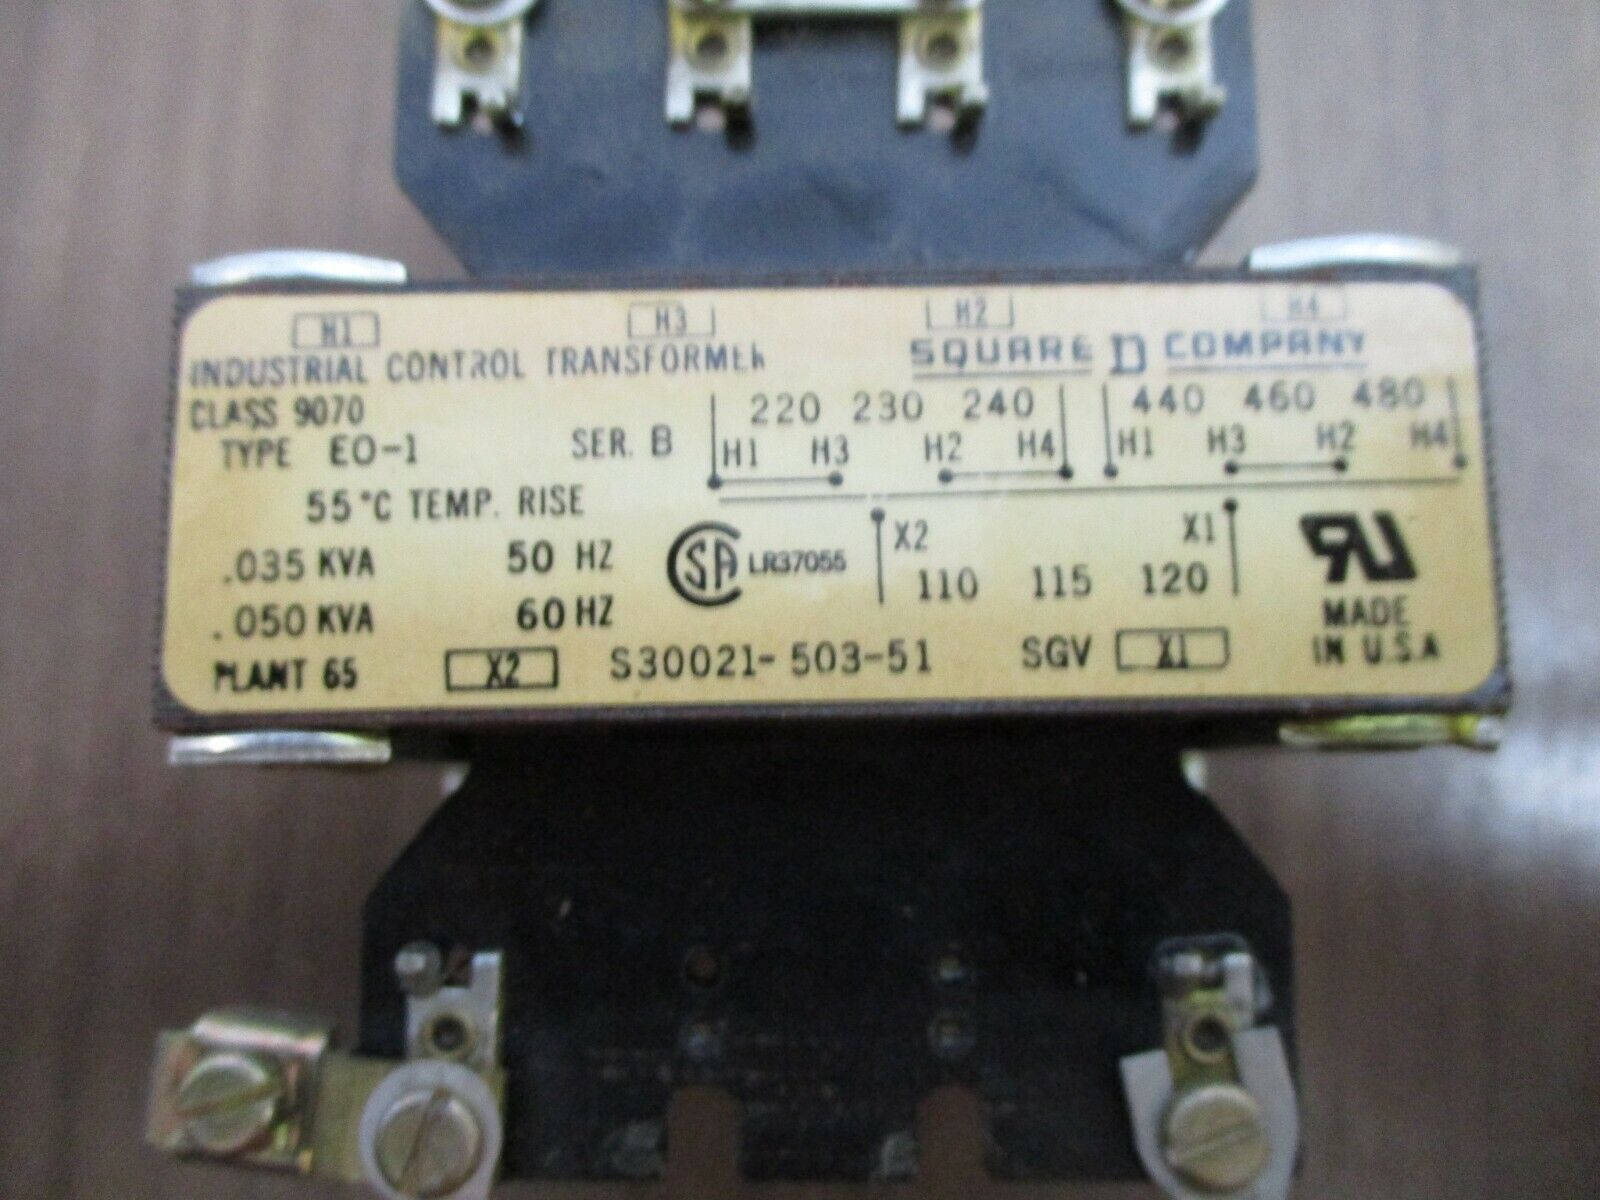 H1 H3 H2 H4
INDUSTRIAL CONTROL TRANSFORMER
SQUARE D COMPANY
CLASS 9070
220 230 240 440 460 480
TYPE EO-1 SER. B
H1 H3 H2 H4 H1 H3 H2 H4
55°C TEMP. RISE
X2 X1
.035 KVA 50 HZ
SA LR37055
110 115 120
RU
.050 KVA 60 HZ
MADE
IN U.S.A
PLANT 65 X2 S30021-503-51 SGV X1